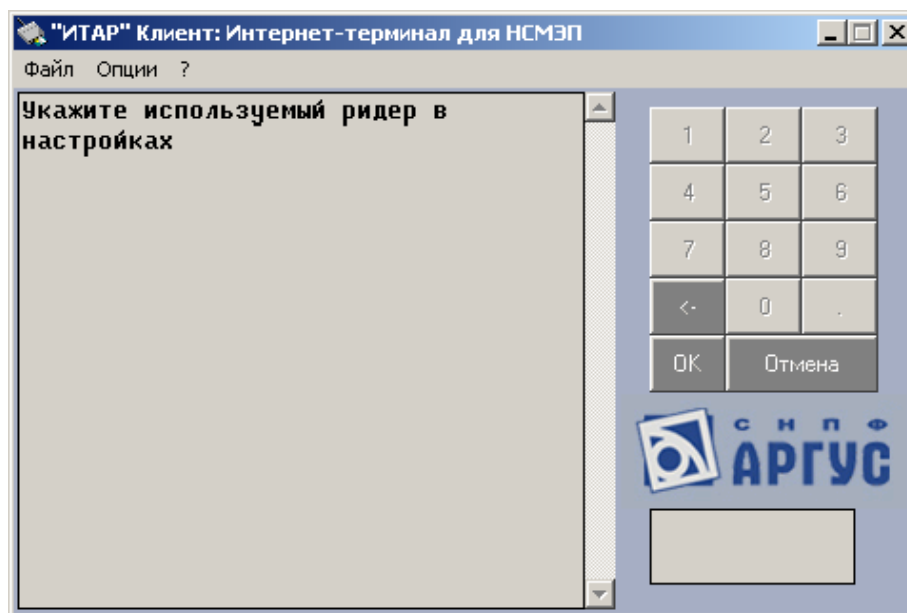 "ИТАР" Клиент: Интернет-терминал для НСМЭП
Файл Опции ?
Укажите используемый ридер в
настройках
1 2 3
4 5 6
7 8 9
<- 0 .
OK Отмена
СНПФ
АРГУС